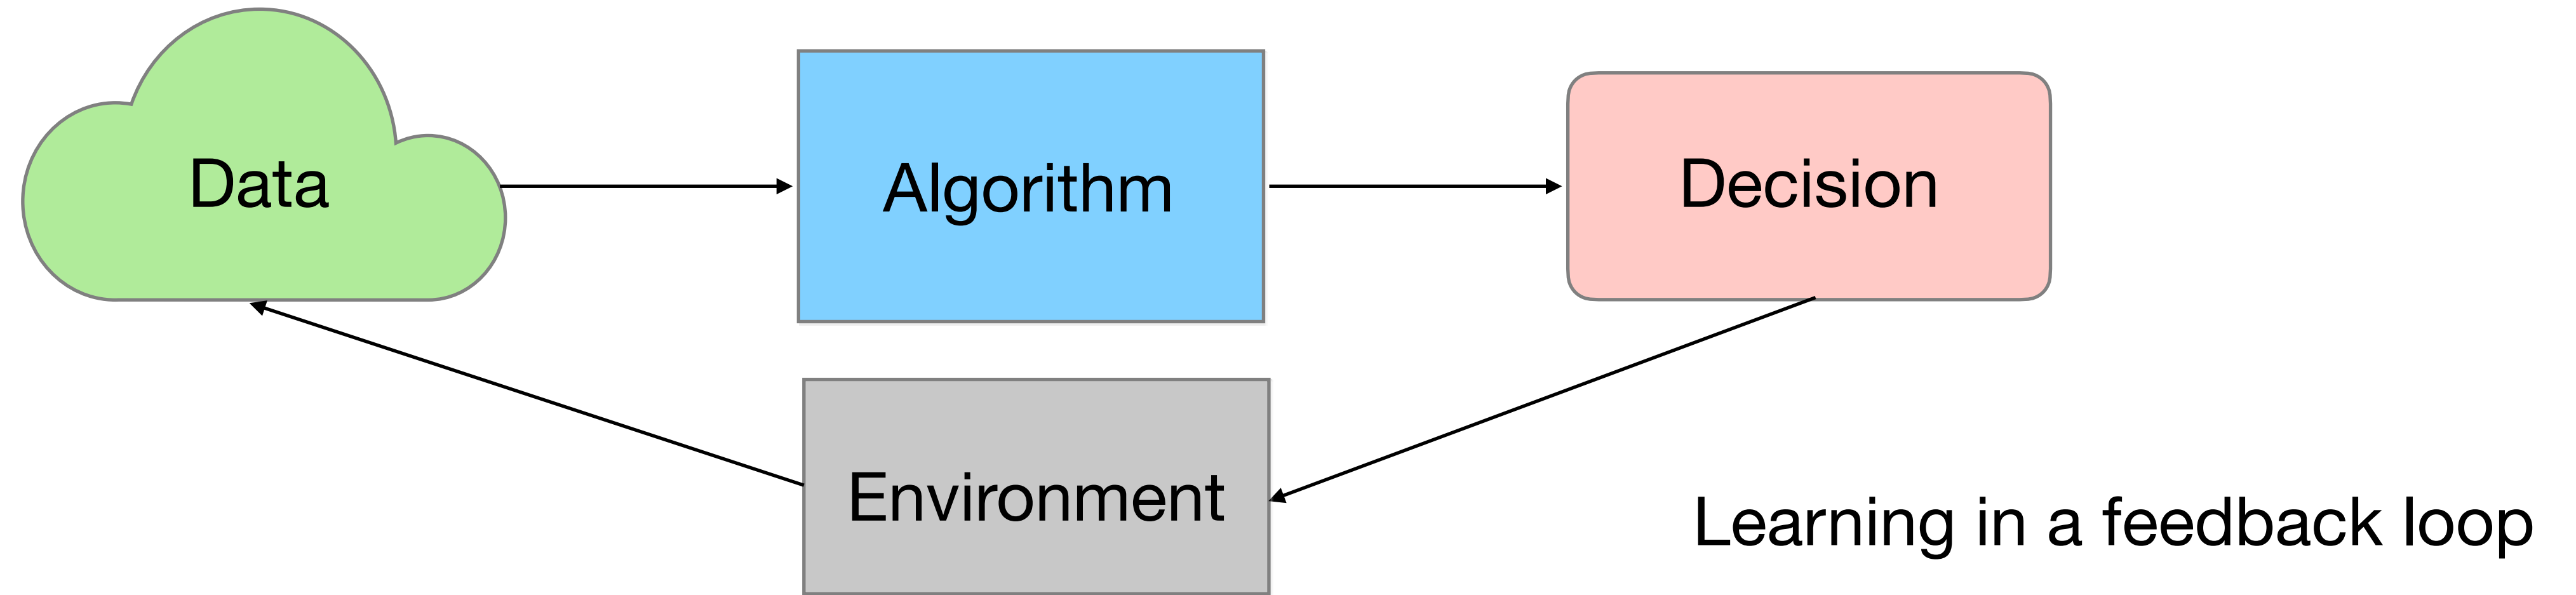 Data
Algorithm
Decision
Environment
Learning in a feedback loop